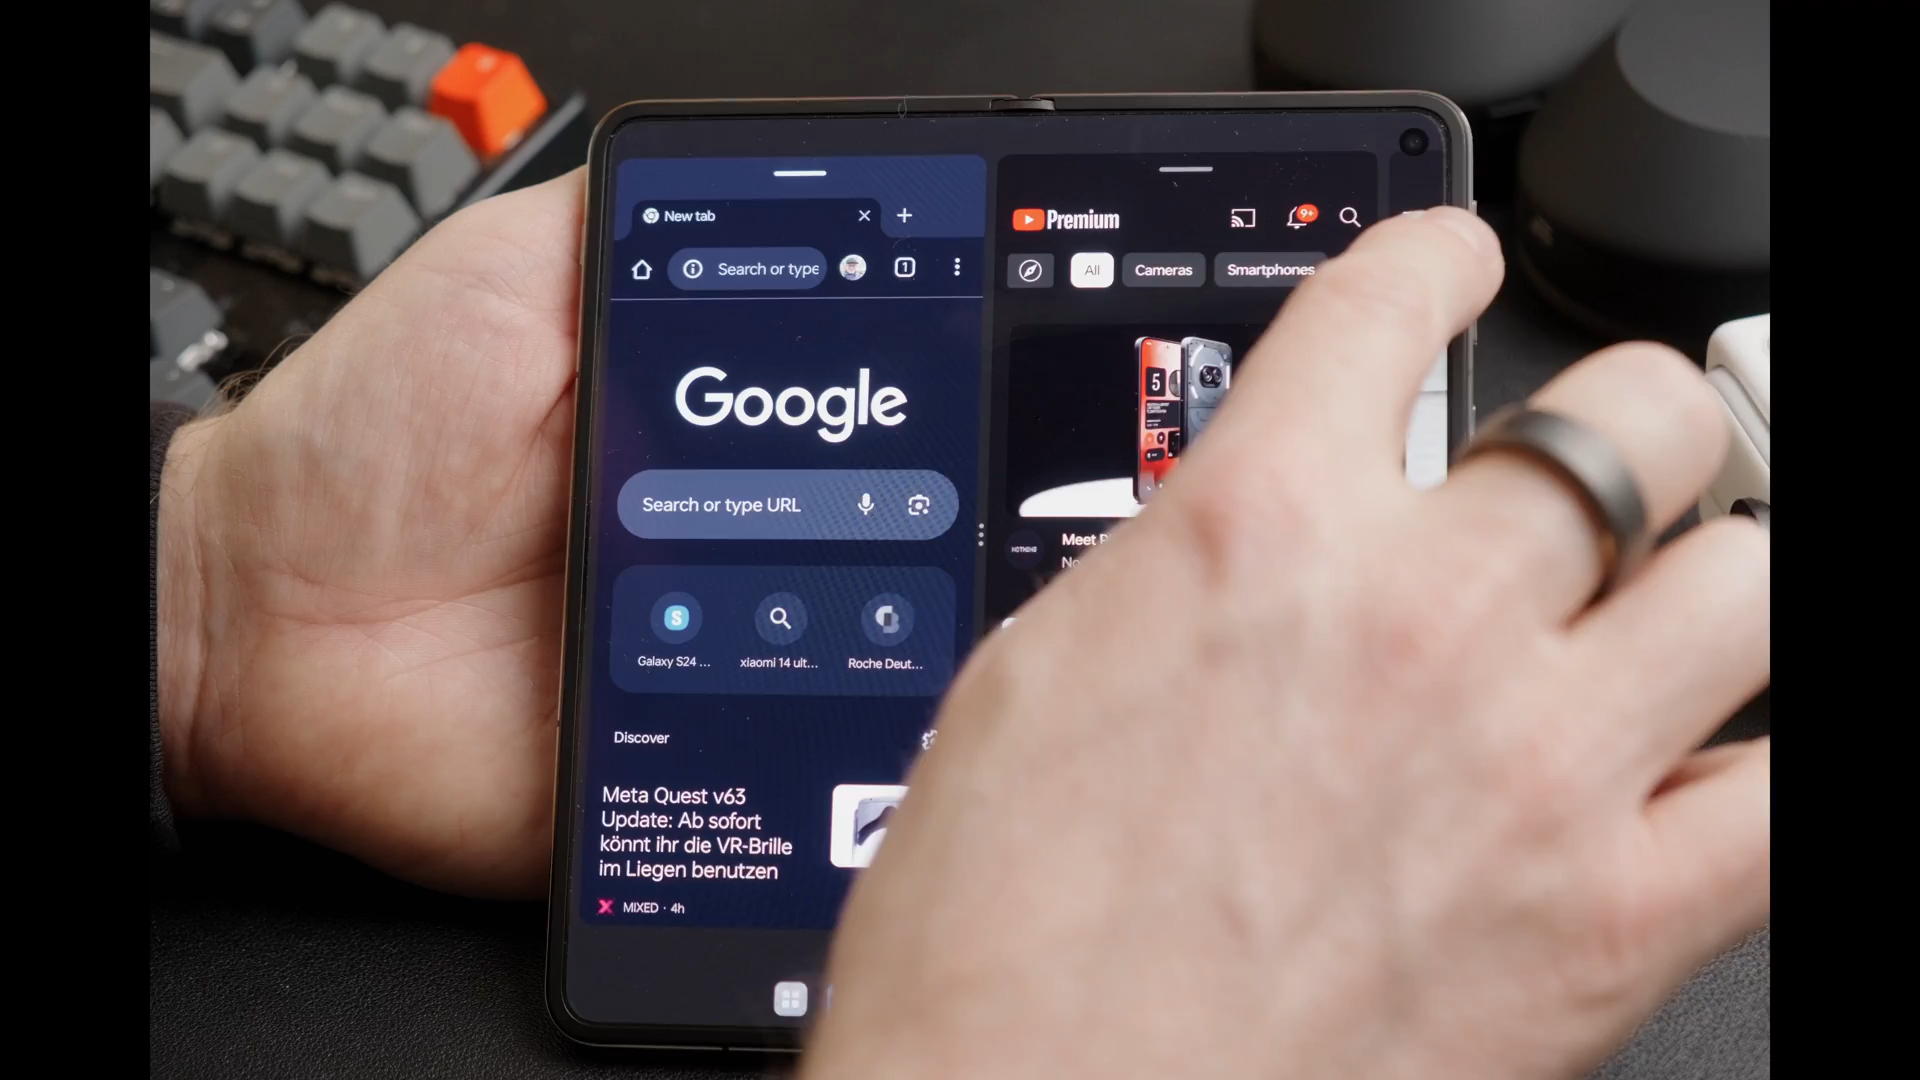 New tab
Search or type
1
Google
Search or type URL
S
Galaxy S24 ...
xiaomi 14 ult...
Roche Deut...
Discover
Meta Quest v63
Update: Ab sofort
könnt ihr die VR-Brille
im Liegen benutzen
MIXED · 4h
Premium
9+
All
Cameras
Smartphones
5
NOTHING
Meet